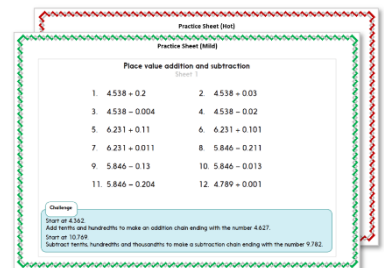 Practice Sheet (Hot)
Practice Sheet (Mild)
Place value addition and subtraction
Sheet 1
1. 4.538 + 0.2 2. 4.538 + 0.03
3. 4.538 – 0.004 4. 4.538 – 0.02
5. 6.231 + 0.11 6. 6.231 + 0.101
7. 6.231 + 0.011 8. 5.846 – 0.211
9. 5.846 – 0.13 10. 5.846 – 0.013
11. 5.846 – 0.204 12. 4.789 + 0.001
Challenge
Start at 4.362.
Add tenths and hundredths to make an addition chain ending with the number 4.627.
Start at 10.769.
Subtract tenths, hundredths and thousandths to make a subtraction chain ending with the number 9.782.